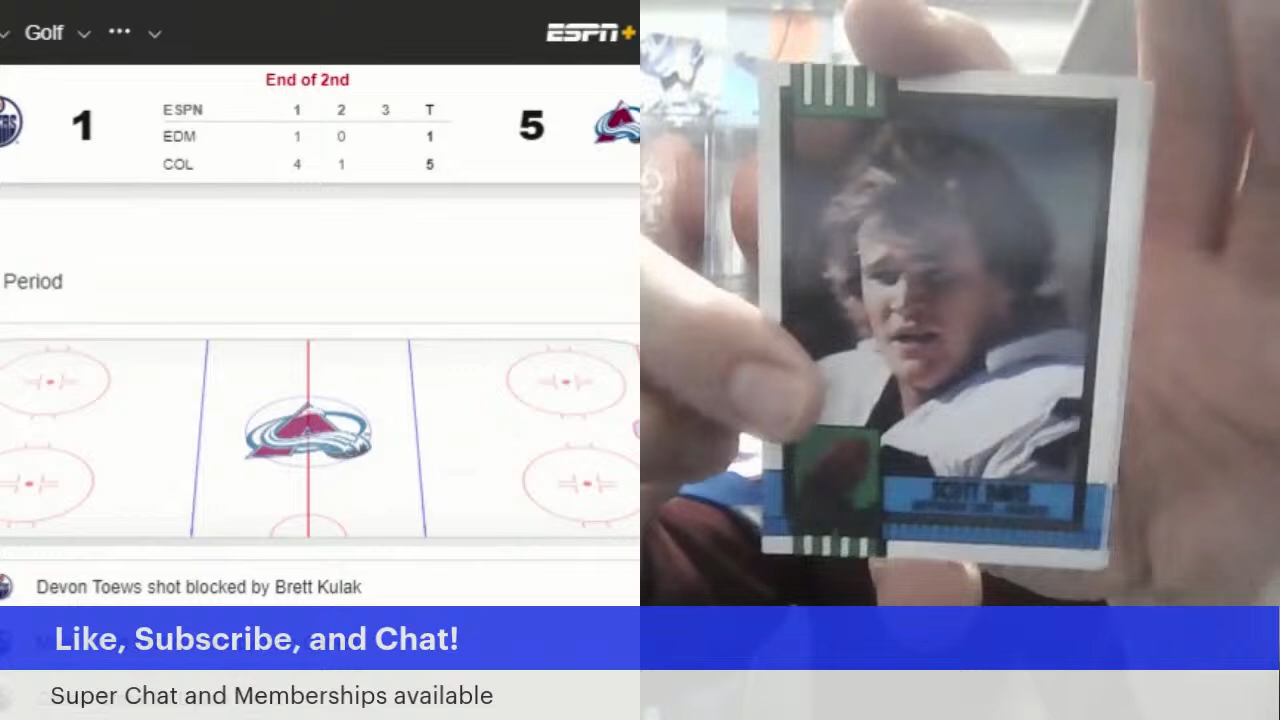 Golf
ESPN+
End of 2nd
1
ESPN 1 2 3 T
EDM 1 0 1
COL 4 1 5
5
Period
Devon Toews shot blocked by Brett Kulak
Like, Subscribe, and Chat!
Super Chat and Memberships available